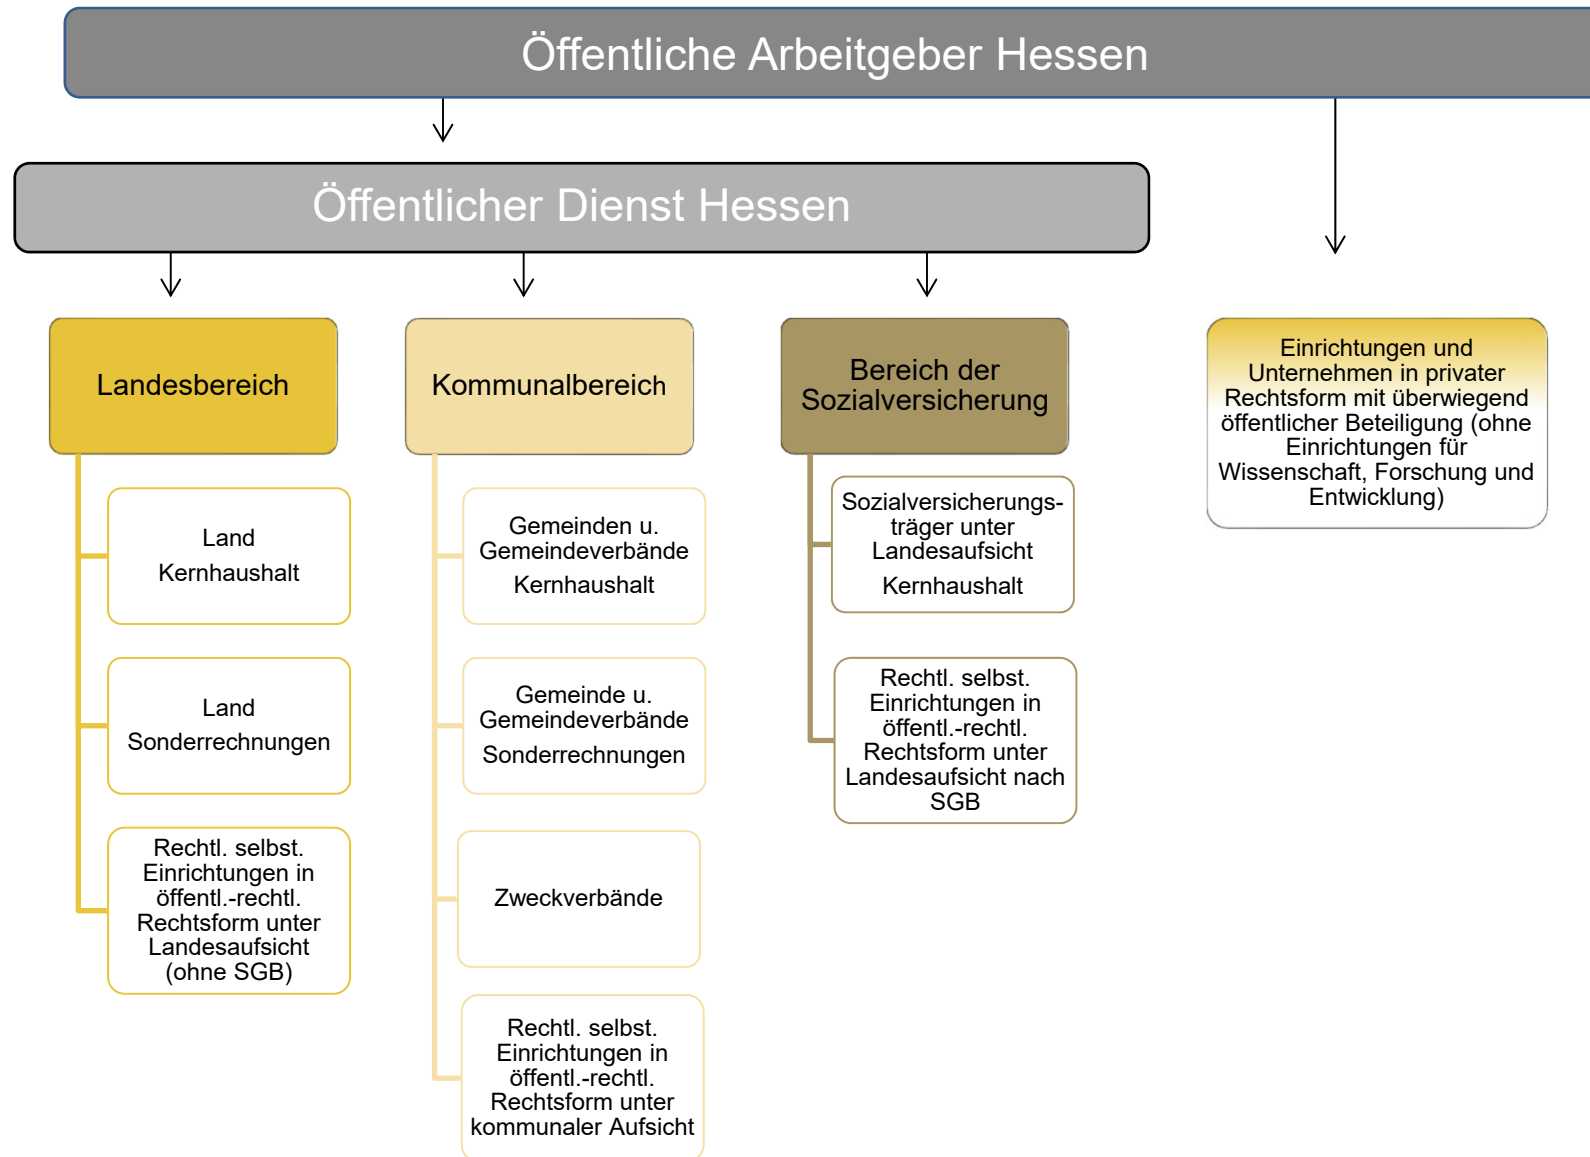 Öffentliche Arbeitgeber Hessen
Öffentlicher Dienst Hessen
Landesbereich
Land
Kernhaushalt
Land
Sonderrechnungen
Rechtl. selbst.
Einrichtungen in
öffentl.-rechtl.
Rechtsform unter
Landesaufsicht
(ohne SGB)
Kommunalbereich
Gemeinden u.
Gemeindeverbände
Kernhaushalt
Gemeinde u.
Gemeindeverbände
Sonderrechnungen
Zweckverbände
Rechtl. selbst.
Einrichtungen in
öffentl.-rechtl.
Rechtsform unter
kommunaler Aufsicht
Bereich der
Sozialversicherung
Sozialversicherungs-
träger unter
Landesaufsicht
Kernhaushalt
Rechtl. selbst.
Einrichtungen in
öffentl.-rechtl.
Rechtsform unter
Landesaufsicht nach
SGB
Einrichtungen und
Unternehmen in privater
Rechtsform mit überwiegend
öffentlicher Beteiligung (ohne
Einrichtungen für
Wissenschaft, Forschung und
Entwicklung)